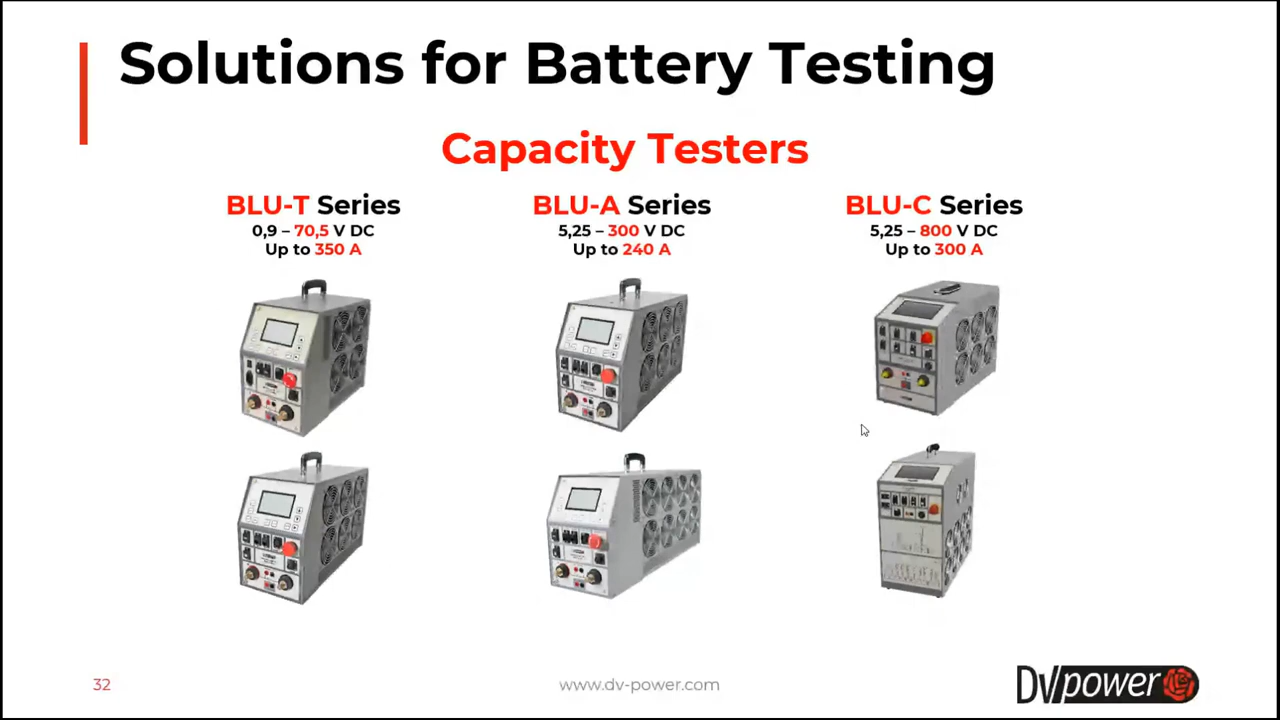 Solutions for Battery Testing
Capacity Testers
BLU-T Series
0,9 – 70,5 V DC
Up to 350 A
BLU-A Series
5,25 – 300 V DC
Up to 240 A
BLU-C Series
5,25 – 800 V DC
Up to 300 A
32
www.dv-power.com
DVpower